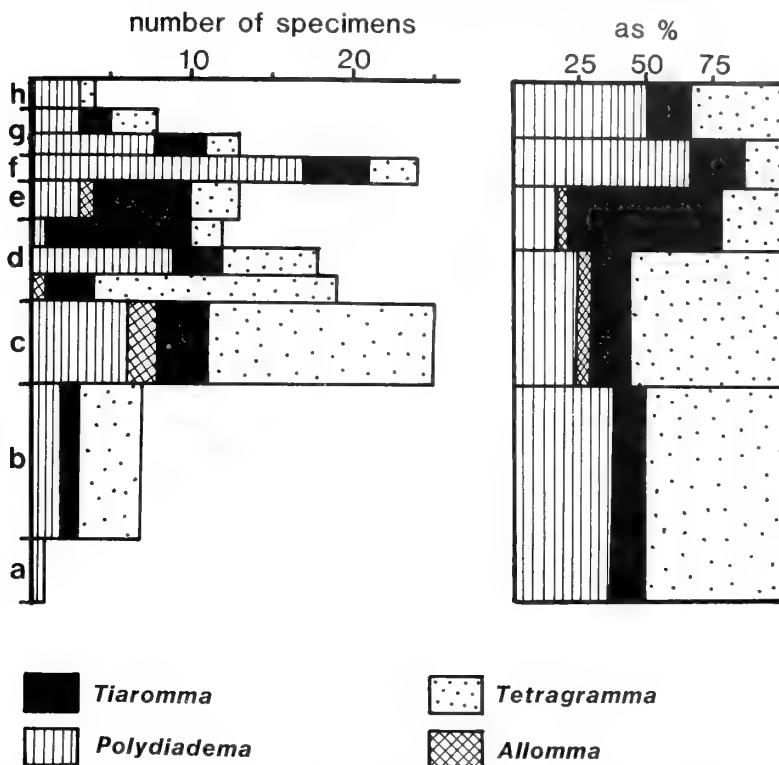 number of specimens
10 20
as %
25 50 75
h
g
f
e
d
c
b
a
Tiaromma
Tetragramma
Polydiadema
Allomma